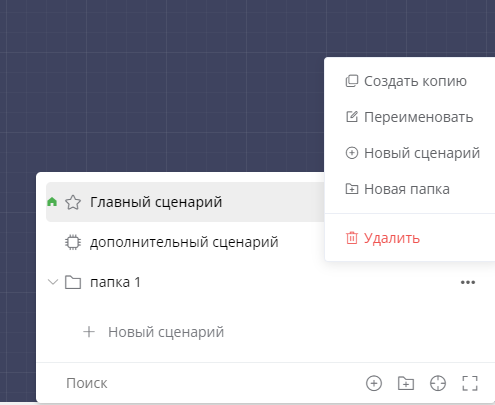 Создать копию
Переименовать
Новый сценарий
Новая папка
Удалить
Главный сценарий
дополнительный сценарий
папка 1
Новый сценарий
Поиск